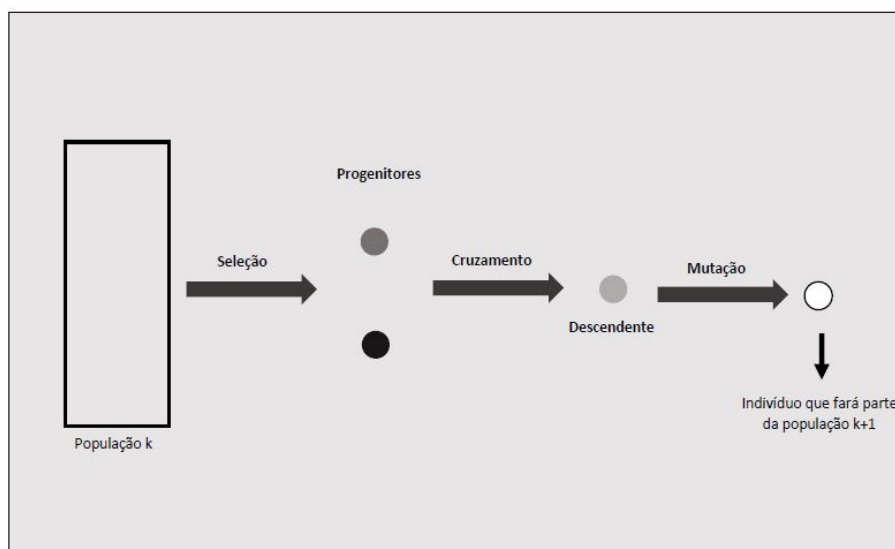 Progenitores
Seleção
Cruzamento
Mutação
Descendente
Indivíduo que fará parte
da população k+1
População k